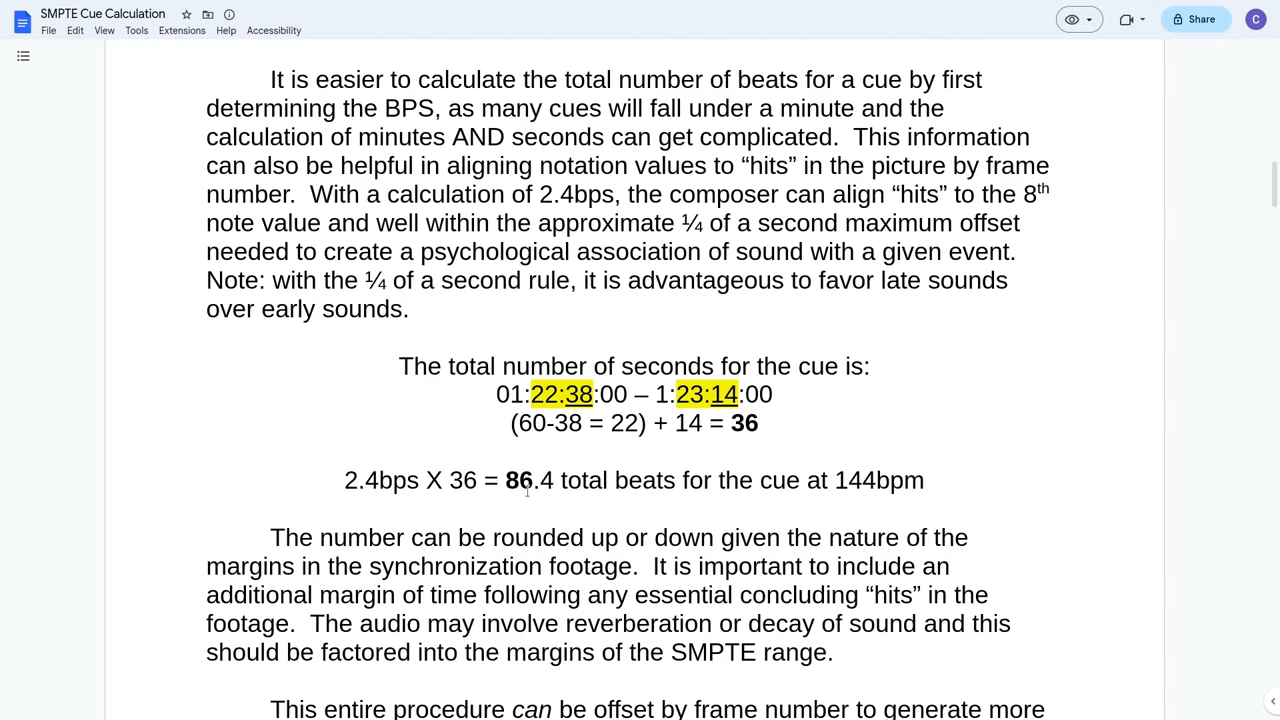 SMPTE Cue Calculation
File Edit View Tools Extensions Help Accessibility
Share
C
It is easier to calculate the total number of beats for a cue by first
determining the BPS, as many cues will fall under a minute and the
calculation of minutes AND seconds can get complicated.  This information
can also be helpful in aligning notation values to “hits” in the picture by frame
number.  With a calculation of 2.4bps, the composer can align “hits” to the 8th
note value and well within the approximate ¼ of a second maximum offset
needed to create a psychological association of sound with a given event.
Note: with the ¼ of a second rule, it is advantageous to favor late sounds
over early sounds.
The total number of seconds for the cue is:
01:22:38:00 – 1:23:14:00
(60-38 = 22) + 14 = 36
2.4bps X 36 = 86.4 total beats for the cue at 144bpm
The number can be rounded up or down given the nature of the
margins in the synchronization footage.  It is important to include an
additional margin of time following any essential concluding “hits” in the
footage.  The audio may involve reverberation or decay of sound and this
should be factored into the margins of the SMPTE range.
This entire procedure can be offset by frame number to generate more